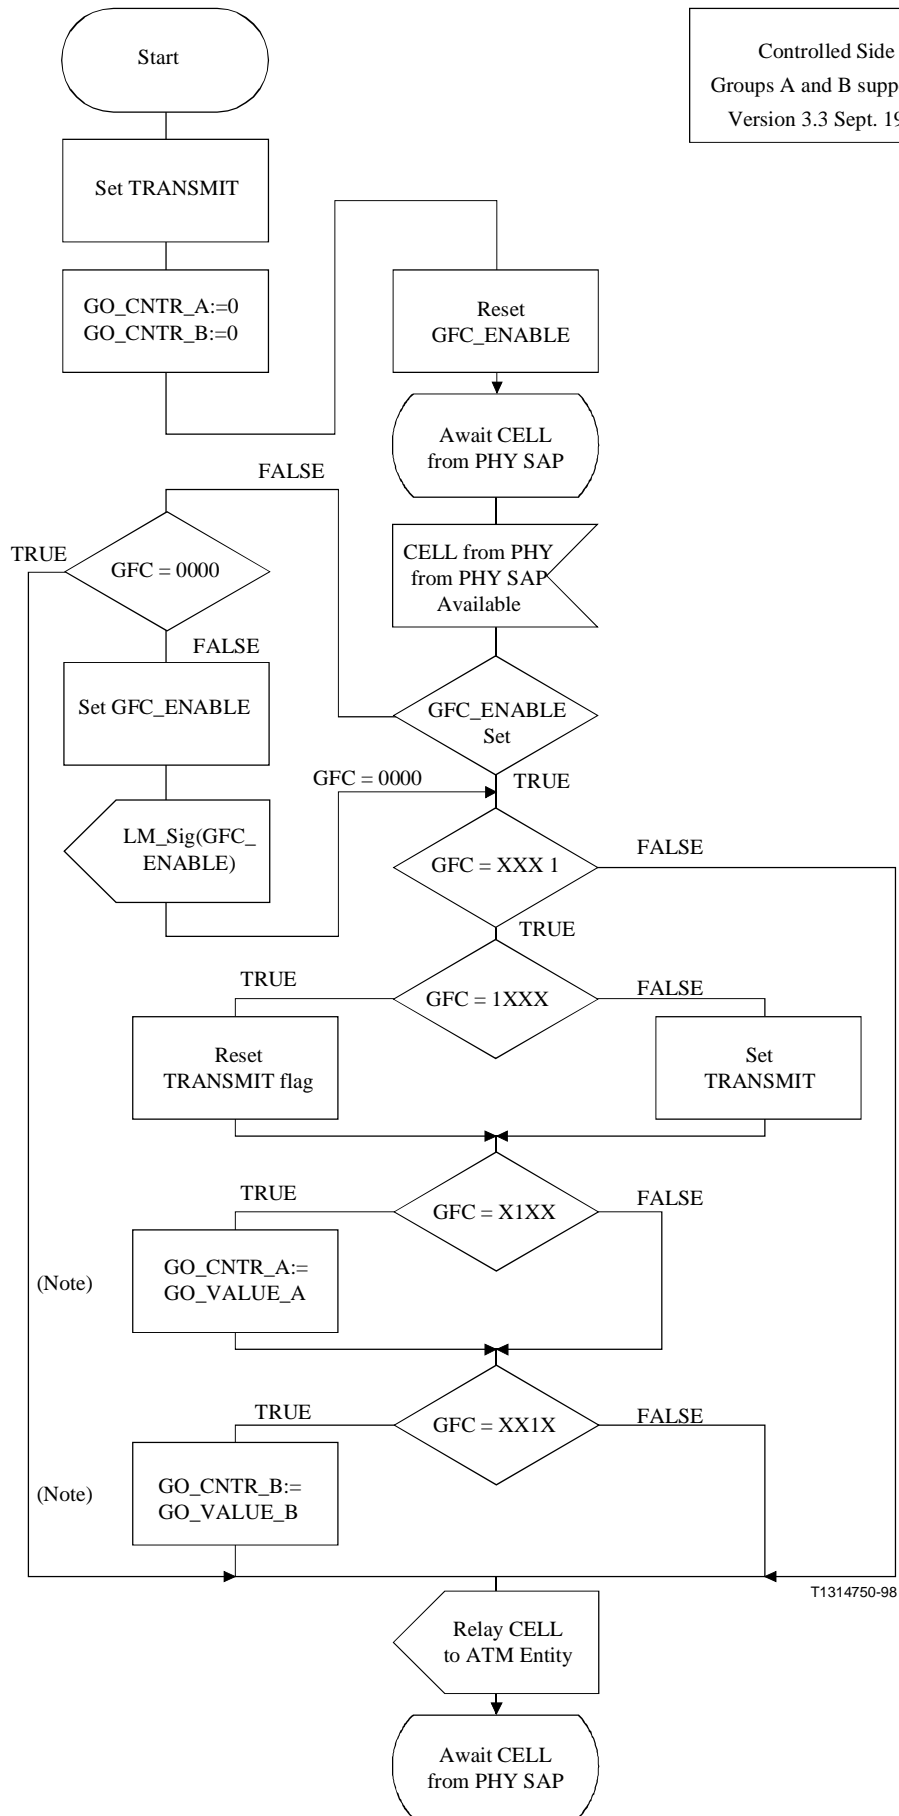 Start
Controlled Side
Groups A and B supp
Version 3.3 Sept. 19
Set TRANSMIT
GO_CNTR_A:=0
GO_CNTR_B:=0
Reset
GFC_ENABLE
Await CELL
from PHY SAP
FALSE
TRUE
GFC = 0000
CELL from PHY
from PHY SAP
Available
FALSE
Set GFC_ENABLE
GFC_ENABLE
Set
GFC = 0000
TRUE
LM_Sig(GFC_
ENABLE)
GFC = XXX 1
FALSE
TRUE
TRUE
GFC = 1XXX
FALSE
Reset
TRANSMIT flag
Set
TRANSMIT
TRUE
GFC = X1XX
FALSE
(Note)
GO_CNTR_A:=
GO_VALUE_A
TRUE
GFC = XX1X
FALSE
(Note)
GO_CNTR_B:=
GO_VALUE_B
T1314750-98
Relay CELL
to ATM Entity
Await CELL
from PHY SAP